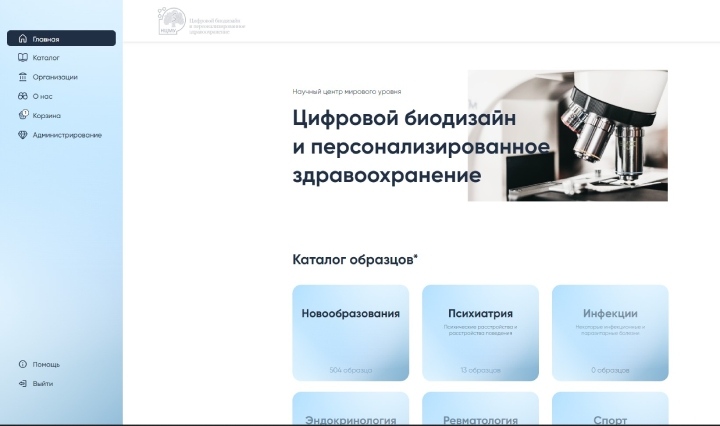 Цифровой биодизайн
и персонализированное
здравоохранение
Главная
Каталог
Организации
О нас
Корзина
Администрирование
Помощь
Выйти
Научный центр мирового уровня
Цифровой биодизайн
и персонализированное
здравоохранение
Каталог образцов*
Новообразования
504 образца
Психиатрия
Психические расстройства и
расстройства поведения
13 образцов
Инфекции
Некоторые инфекционные и
паразитарные болезни
0 образцов
Эндокринология
Ревматология
Спорт